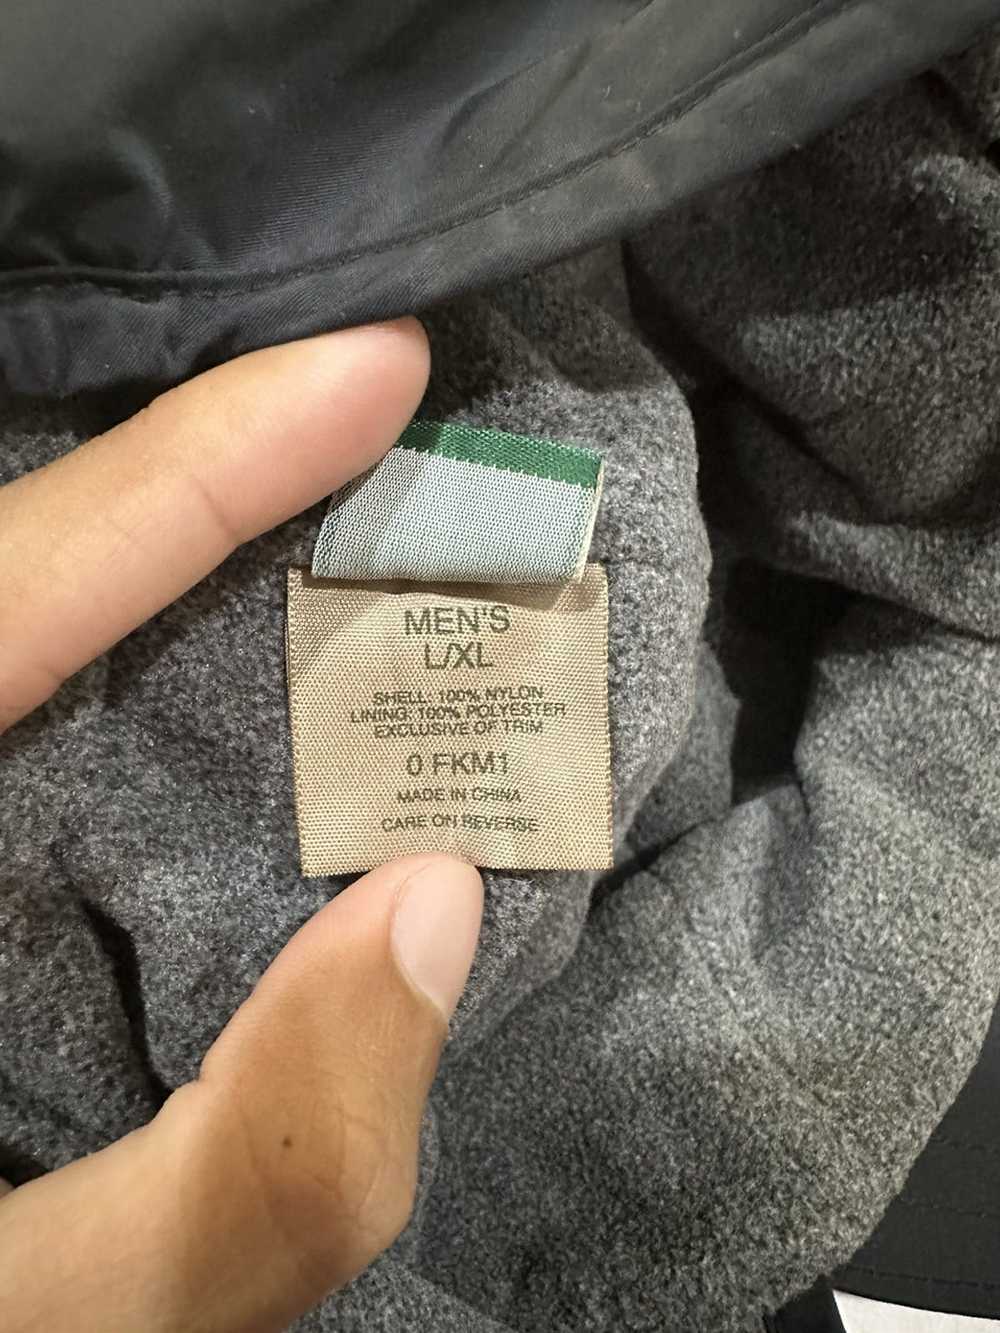 MEN'S
L/XL
SHELL: 100% NYLON
LINING: 100% POLYESTER
EXCLUSIVE OF TRIM
0 FKM1
MADE IN CHINA
CARE ON REVERSE